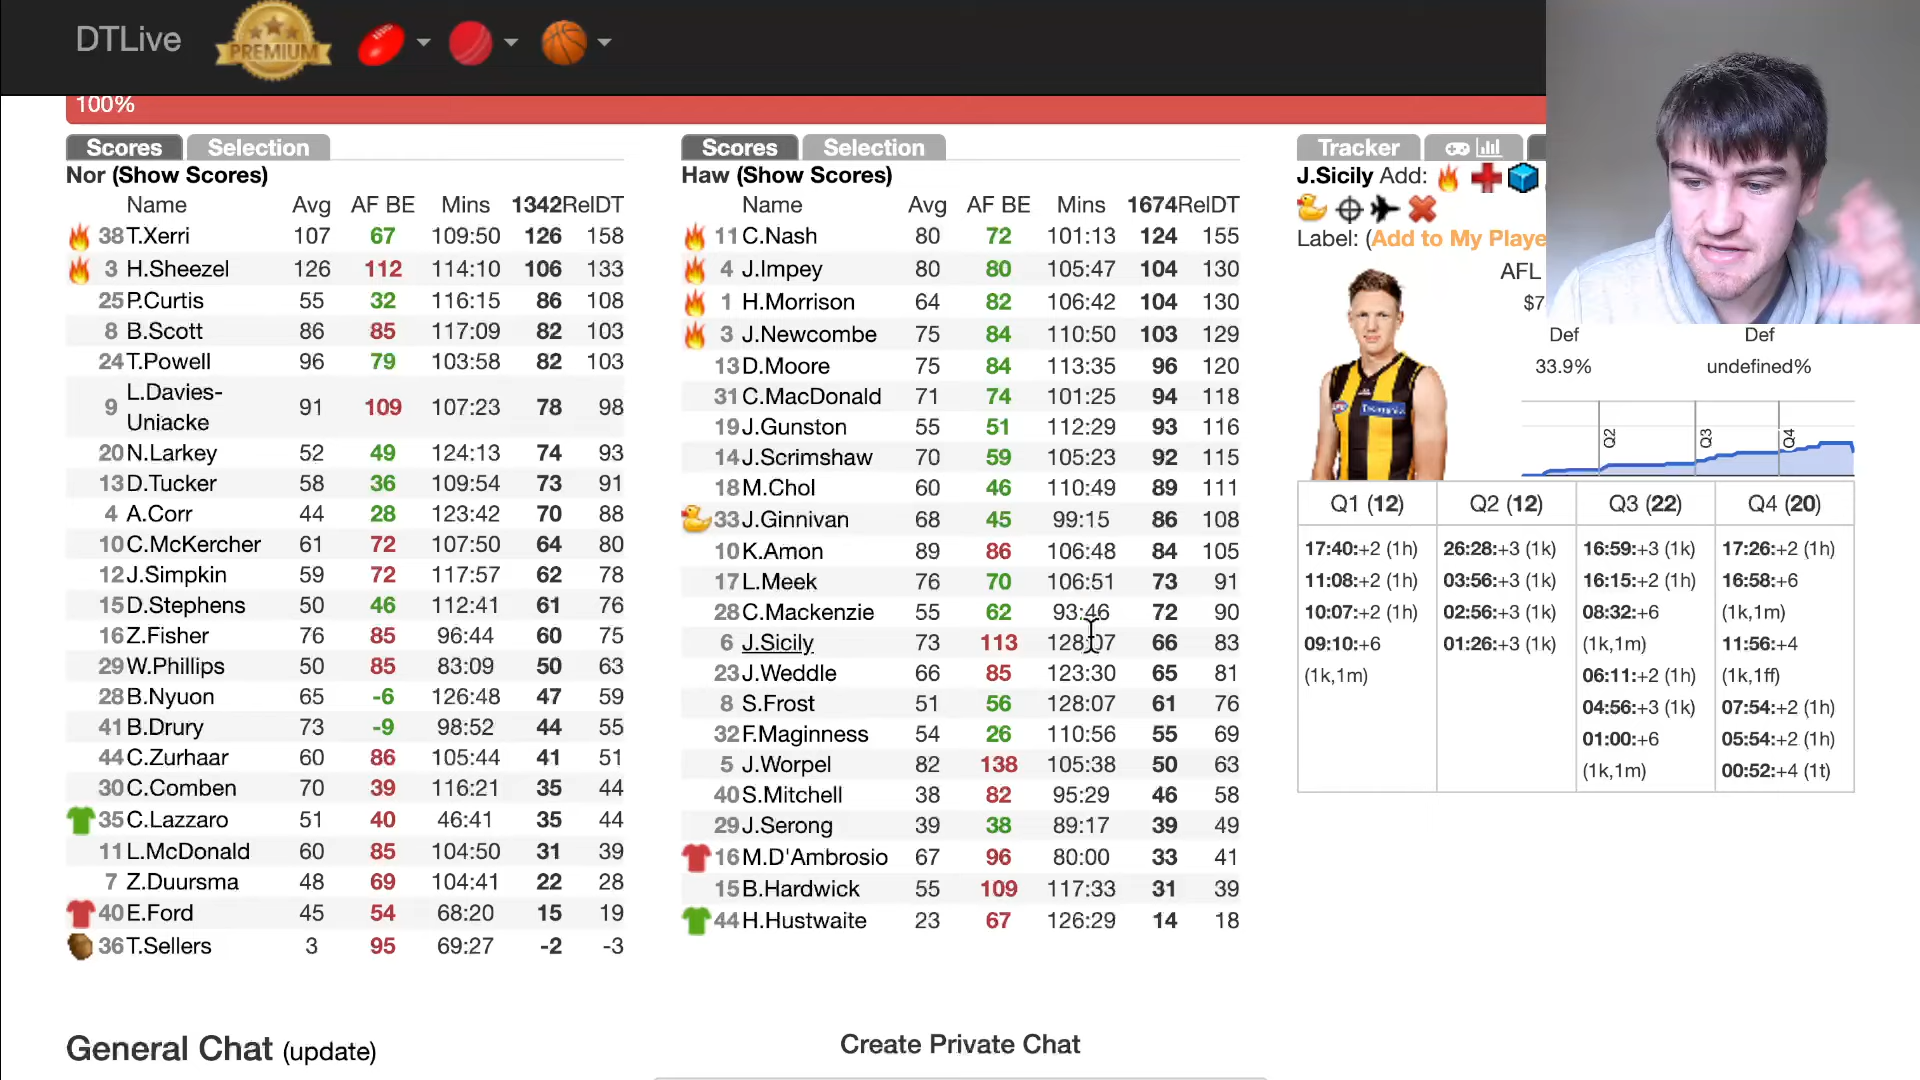 DTLive
PREMIUM
100%
Scores Selection
Nor (Show Scores)
Name Avg AF BE Mins 1342RelDT
38 T.Xerri 107 67 109:50 126 158
3 H.Sheezel 126 112 114:10 106 133
25 P.Curtis 55 32 116:15 86 108
8 B.Scott 86 85 117:09 82 103
24 T.Powell 96 79 103:58 82 103
9 L.Davies-Uniacke 91 109 107:23 78 98
20 N.Larkey 52 49 124:13 74 93
13 D.Tucker 58 36 109:54 73 91
4 A.Corr 44 28 123:42 70 88
10 C.McKercher 61 72 107:50 64 80
12 J.Simpkin 59 72 117:57 62 78
15 D.Stephens 50 46 112:41 61 76
16 Z.Fisher 76 85 96:44 60 75
29 W.Phillips 50 85 83:09 50 63
28 B.Nyuon 65 -6 126:48 47 59
41 B.Drury 73 -9 98:52 44 55
44 C.Zurhaar 60 86 105:44 41 51
30 C.Comben 70 39 116:21 35 44
35 C.Lazzaro 51 40 46:41 35 44
11 L.McDonald 60 85 104:50 31 39
7 Z.Duursma 48 69 104:41 22 28
40 E.Ford 45 54 68:20 15 19
36 T.Sellers 3 95 69:27 -2 -3
Scores Selection
Haw (Show Scores)
Name Avg AF BE Mins 1674RelDT
11 C.Nash 80 72 101:13 124 155
4 J.Impey 80 80 105:47 104 130
1 H.Morrison 64 82 106:42 104 130
3 J.Newcombe 75 84 110:50 103 129
13 D.Moore 75 84 113:35 96 120
31 C.MacDonald 71 74 101:25 94 118
19 J.Gunston 55 51 112:29 93 116
14 J.Scrimshaw 70 59 105:23 92 115
18 M.Chol 60 46 110:49 89 111
33 J.Ginnivan 68 45 99:15 86 108
10 K.Amon 89 86 106:48 84 105
17 L.Meek 76 70 106:51 73 91
28 C.Mackenzie 55 62 93:46 72 90
6 J.Sicily 73 113 128:07 66 83
23 J.Weddle 66 85 123:30 65 81
8 S.Frost 51 56 128:07 61 76
32 F.Maginness 54 26 110:56 55 69
5 J.Worpel 82 138 105:38 50 63
40 S.Mitchell 38 82 95:29 46 58
29 J.Serong 39 38 89:17 39 49
16 M.D'Ambrosio 67 96 80:00 33 41
15 B.Hardwick 55 109 117:33 31 39
44 H.Hustwaite 23 67 126:29 14 18
Tracker
J.Sicily Add:
Label: (Add to My Playe
AFL
$7
Def Def
33.9% undefined%
Q2 Q3 Q4
Q1 (12) Q2 (12) Q3 (22) Q4 (20)
17:40:+2 (1h)
11:08:+2 (1h)
10:07:+2 (1h)
09:10:+6
(1k,1m)
26:28:+3 (1k)
03:56:+3 (1k)
02:56:+3 (1k)
01:26:+3 (1k)
16:59:+3 (1k)
16:15:+2 (1h)
08:32:+6
(1k,1m)
06:11:+2 (1h)
04:56:+3 (1k)
01:00:+6
(1k,1m)
17:26:+2 (1h)
16:58:+6
(1k,1m)
11:56:+4
(1k,1ff)
07:54:+2 (1h)
05:54:+2 (1h)
00:52:+4 (1t)
General Chat (update)
Create Private Chat